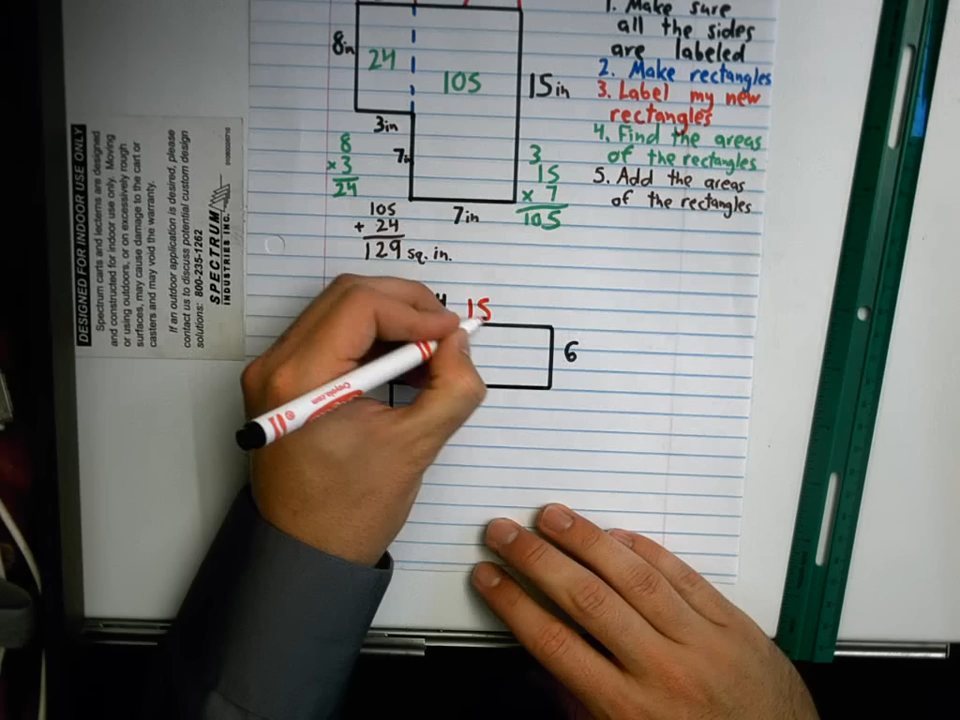 1. Make sure
all the sides
are labeled
2. Make rectangles
3. Label my new
rectangles
4. Find the areas
of the rectangles
5. Add the areas
of the rectangles
8in
24
105
15in
3in
7in
8
× 3
24
3
15
× 7
105
105
+ 24
129 sq. in.
15
6
DESIGNED FOR INDOOR USE ONLY
Spectrum carts and lecterns are designed
and constructed for indoor use only. Moving
or using outdoors, or on excessively rough
surfaces, may cause damage to the cart or
casters and may void the warranty.
If an outdoor application is desired, please
contact us to discuss potential custom design
solutions: 800-235-1262
SPECTRUM
INDUSTRIES INC.
Crayola.com